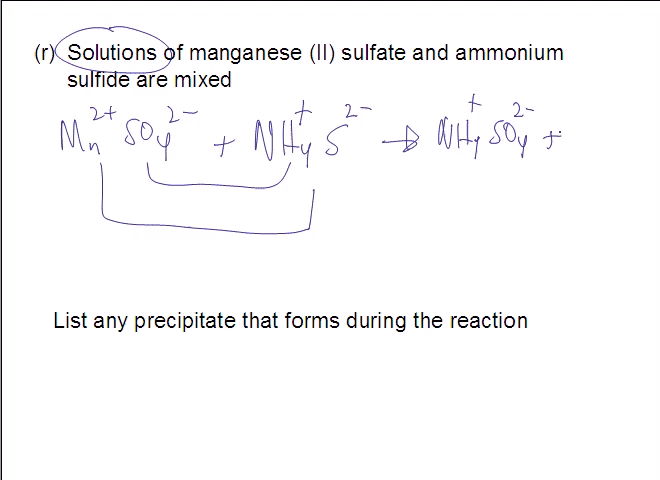 (r) Solutions of manganese (II) sulfate and ammonium
sulfide are mixed
Mn²⁺ SO₄²⁻ + NH₄⁺ S²⁻ → NH₄⁺ SO₄²⁻ +
List any precipitate that forms during the reaction